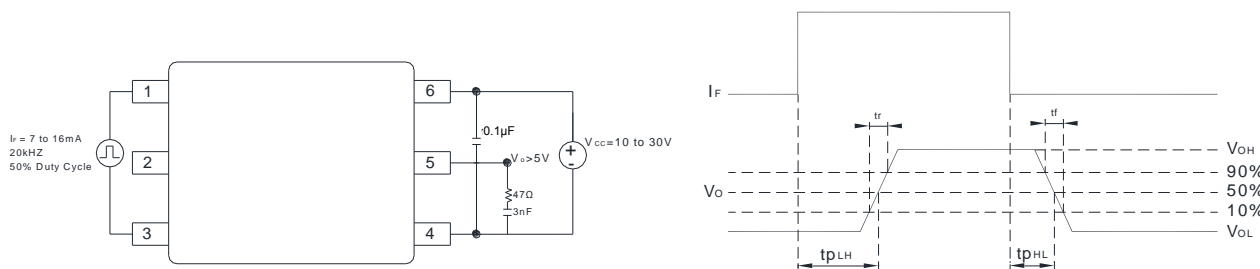 1
2
3
6
5
4
IF = 7 to 16mA
20kHZ
50% Duty Cycle
0.1µF
Vo>5V
47Ω
3nF
VCC=10 to 30V
+
-
IF
tr
tf
VOH
90%
50%
10%
VOL
VO
tpLH
tpHL